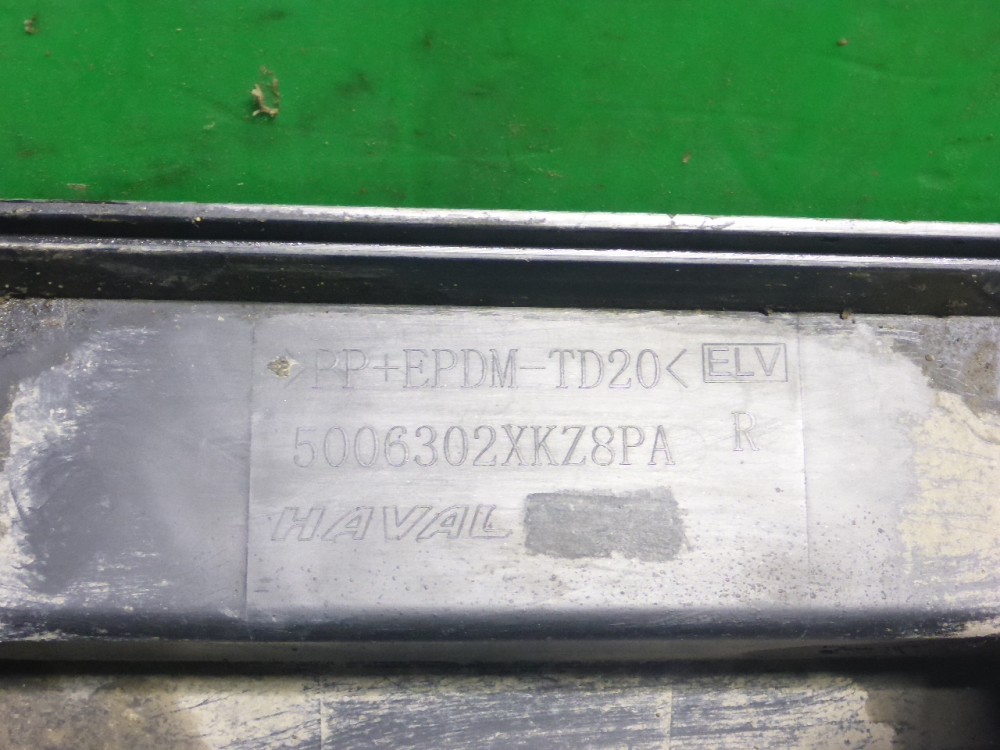 >PP+EPDM-TD20< ELV
5006302XKZ8PA R
HAVAL